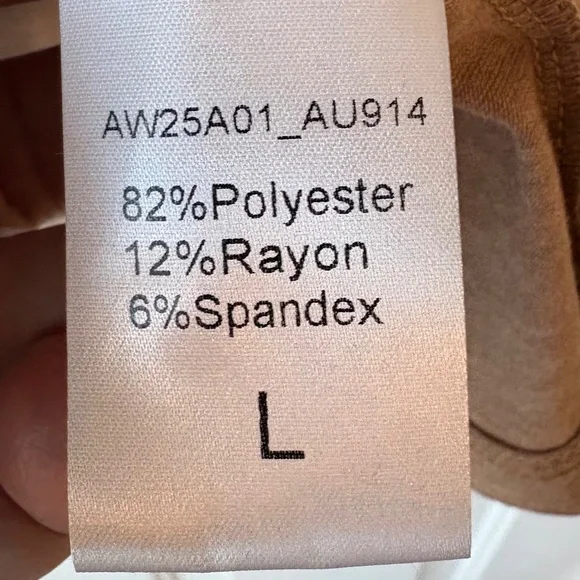 AW25A01_AU914
82%Polyester
12%Rayon
6%Spandex
L